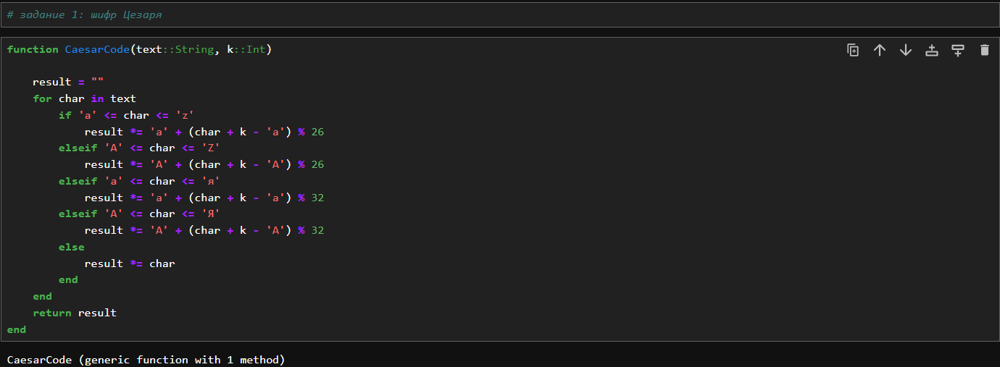 # задание 1: шифр Цезаря
function CaesarCode(text::String, k::Int)
    result = ""
    for char in text
        if 'a' <= char <= 'z'
            result *= 'a' + (char + k - 'a') % 26
        elseif 'A' <= char <= 'Z'
            result *= 'A' + (char + k - 'A') % 26
        elseif 'а' <= char <= 'я'
            result *= 'а' + (char + k - 'а') % 32
        elseif 'А' <= char <= 'Я'
            result *= 'А' + (char + k - 'А') % 32
        else
            result *= char
        end
    end
    return result
end
CaesarCode (generic function with 1 method)